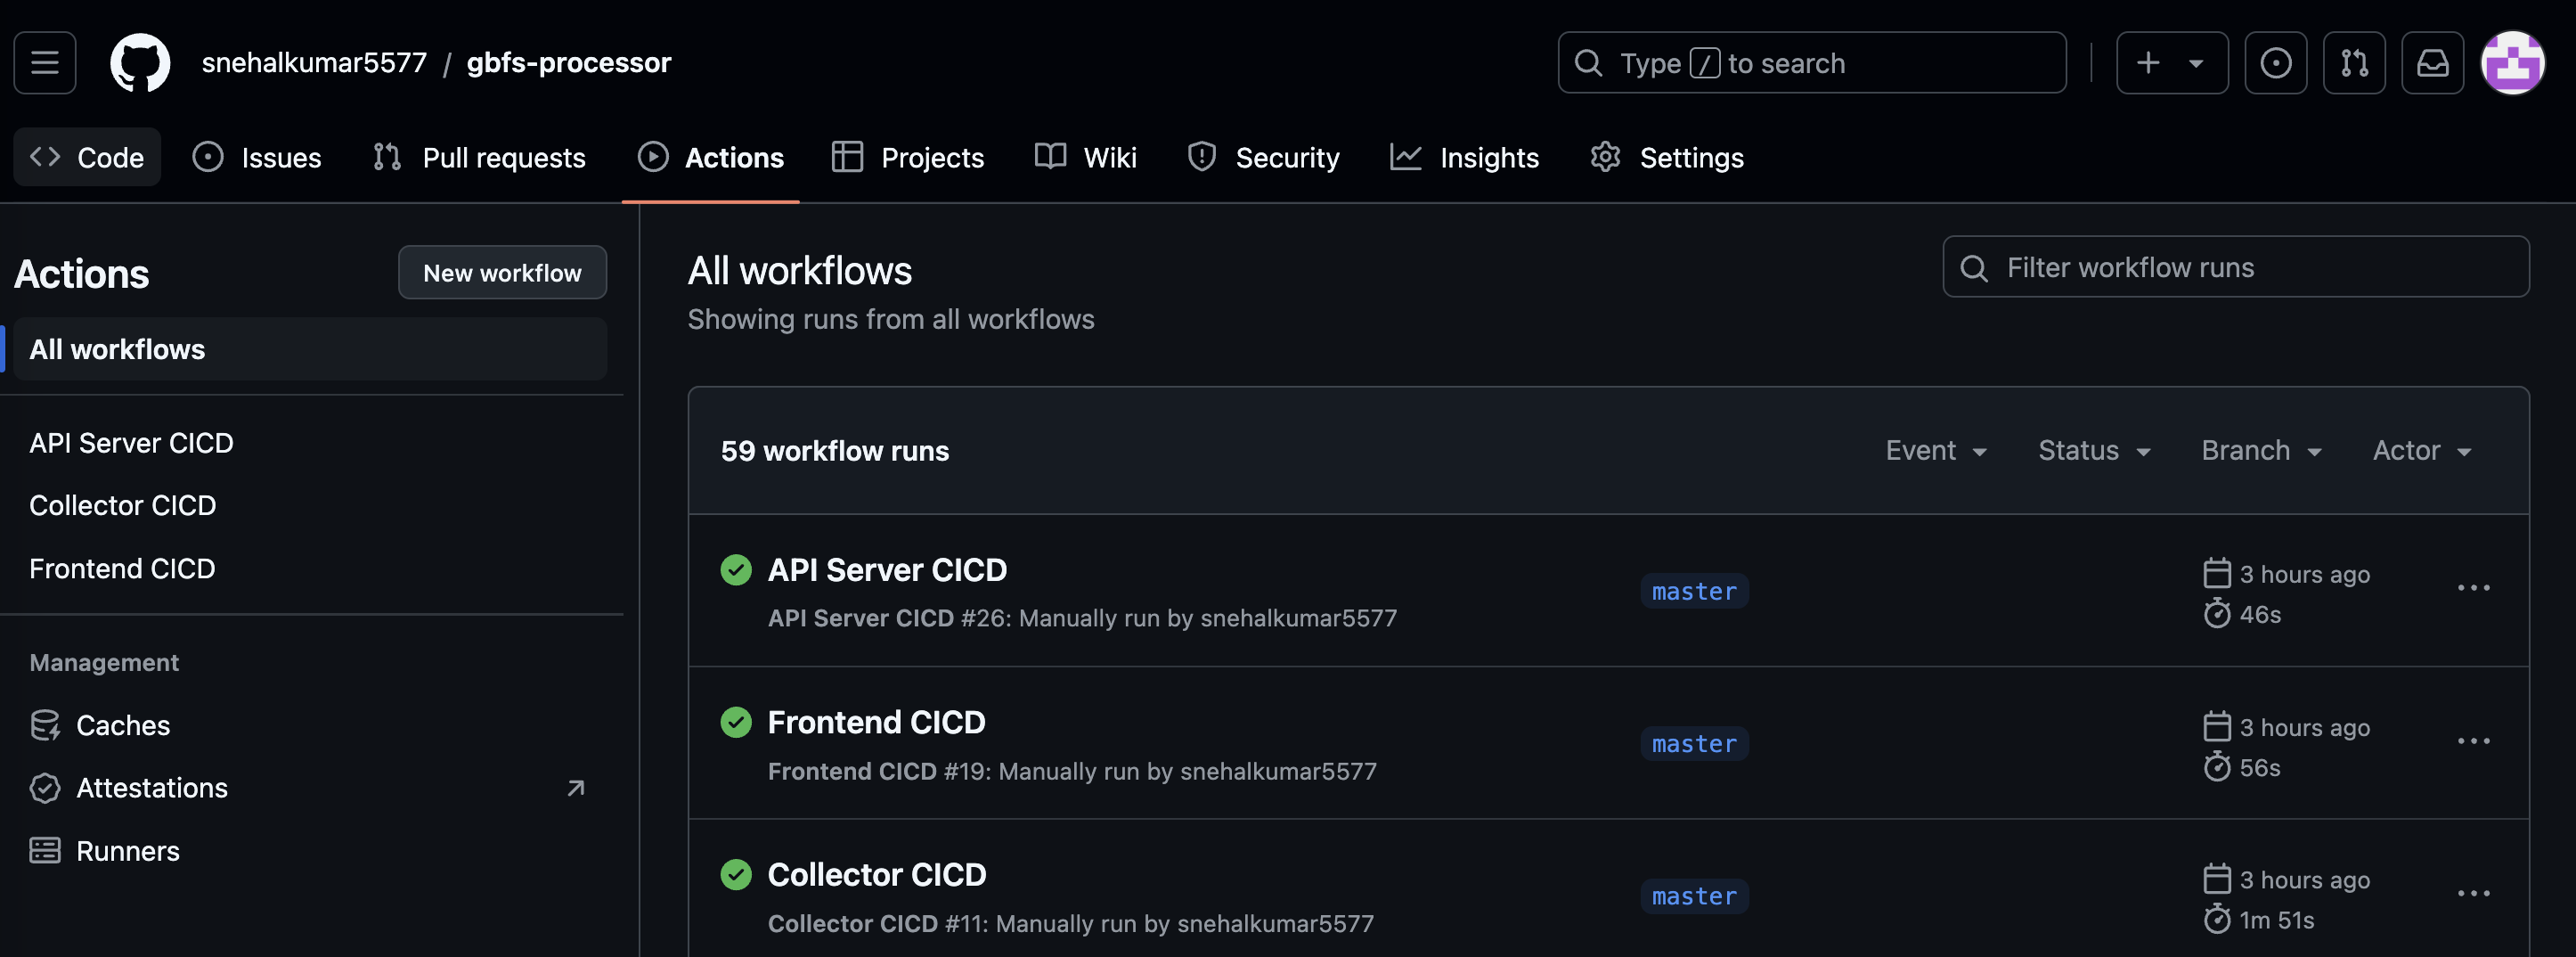 snehalkumar5577 / gbfs-processor
Type / to search
Code Issues Pull requests Actions Projects Wiki Security Insights Settings
Actions
New workflow
All workflows
API Server CICD
Collector CICD
Frontend CICD
Management
Caches
Attestations
Runners
All workflows
Showing runs from all workflows
Filter workflow runs
59 workflow runs
Event Status Branch Actor
API Server CICD
API Server CICD #26: Manually run by snehalkumar5577
master
3 hours ago
46s
Frontend CICD
Frontend CICD #19: Manually run by snehalkumar5577
master
3 hours ago
56s
Collector CICD
Collector CICD #11: Manually run by snehalkumar5577
master
3 hours ago
1m 51s